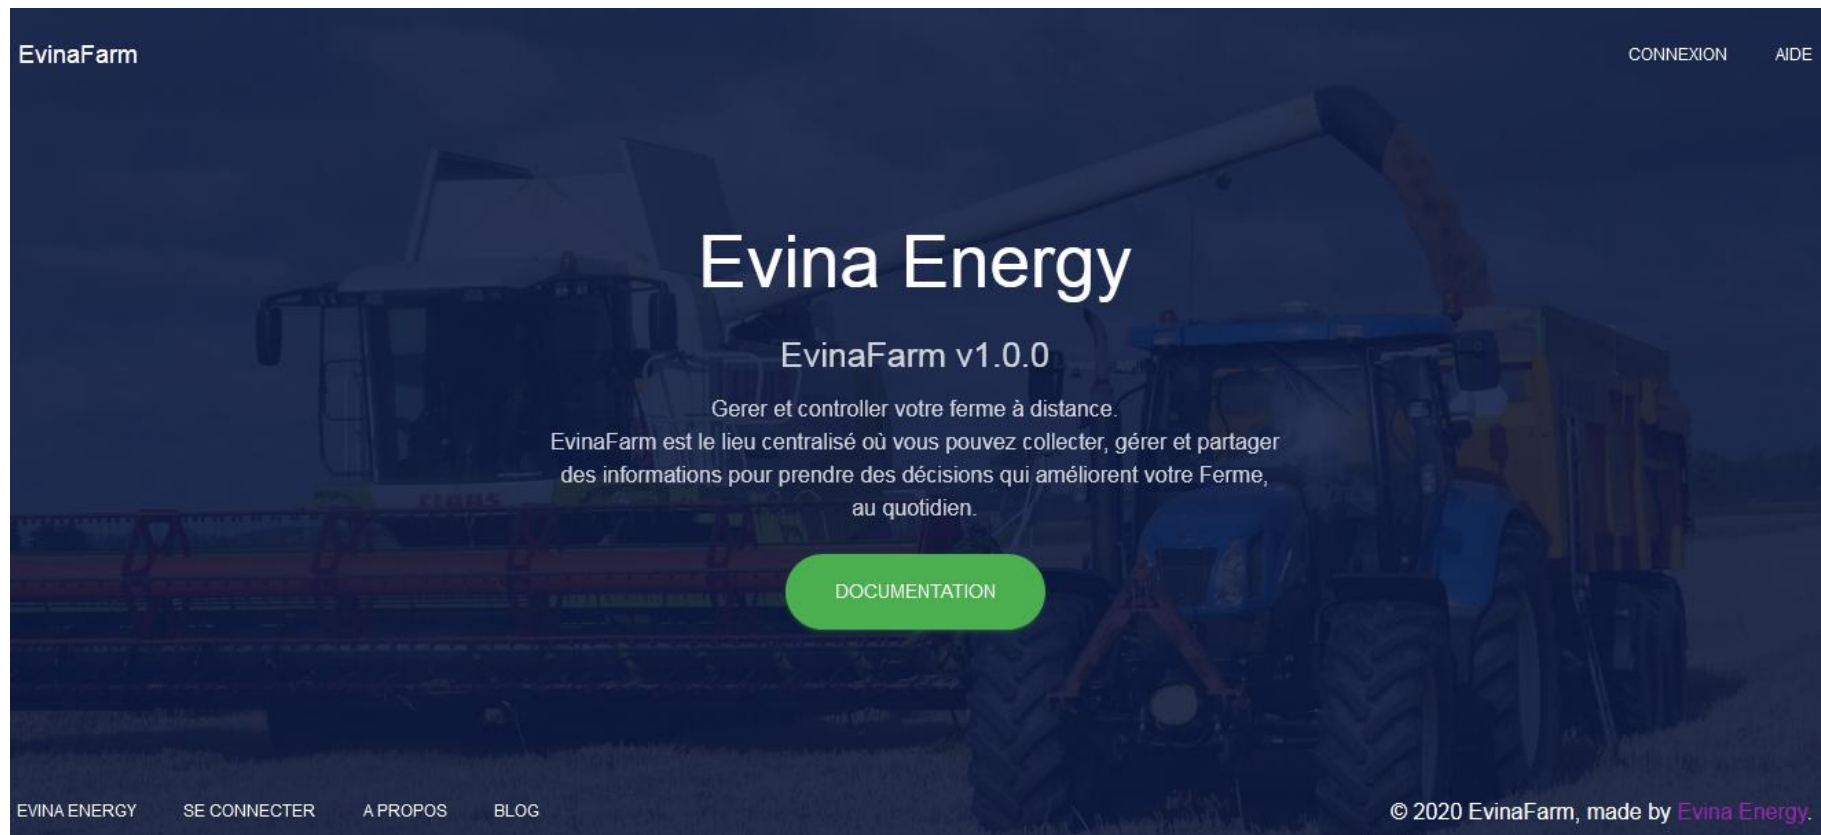 EvinaFarm
CONNEXION
AIDE
Evina Energy
EvinaFarm v1.0.0
Gerer et controller votre ferme à distance.
EvinaFarm est le lieu centralisé où vous pouvez collecter, gérer et partager
des informations pour prendre des décisions qui améliorent votre Ferme,
au quotidien.
CLAAS
DOCUMENTATION
EVINA ENERGY
SE CONNECTER
A PROPOS
BLOG
© 2020 EvinaFarm, made by Evina Energy.